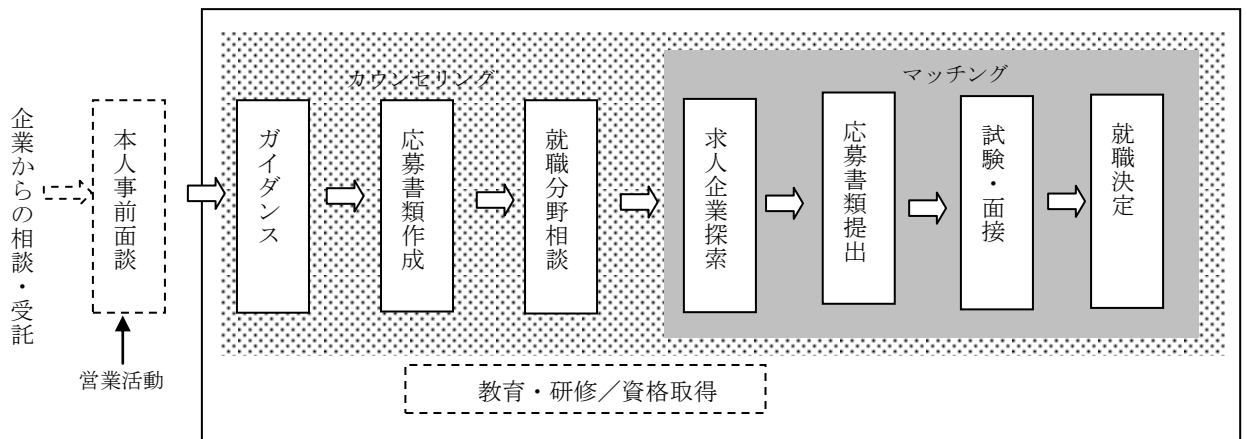 企業からの相談・受託
本人事前面談
営業活動
カウンセリング
ガイダンス
応募書類作成
就職分野相談
マッチング
求人企業探索
応募書類提出
試験・面接
就職決定
教育・研修／資格取得